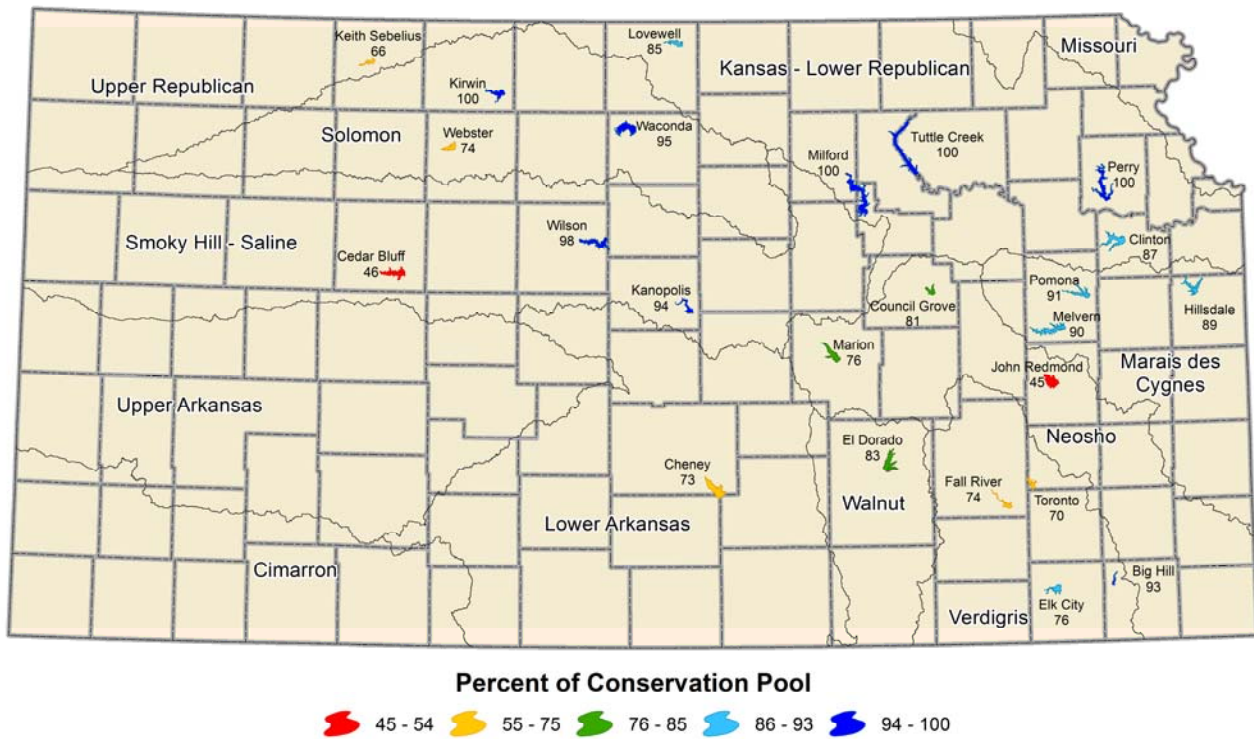 Keith Sebelius
66
Lovewell
85
Missouri
Upper Republican
Kirwin
100
Kansas - Lower Republican
Solomon
Webster
74
Waconda
95
Tuttle Creek
100
Milford
100
Perry
100
Smoky Hill - Saline
Wilson
98
Cedar Bluff
46
Clinton
87
Kanopolis
94
Council Grove
81
Pomona
91
Melvern
90
Hillsdale
89
Marion
76
John Redmond
45
Marais des
Cygnes
Upper Arkansas
Neosho
El Dorado
83
Cheney
73
Walnut
Fall River
74
Toronto
70
Lower Arkansas
Cimarron
Big Hill
93
Elk City
76
Verdigris
Percent of Conservation Pool
45 - 54
55 - 75
76 - 85
86 - 93
94 - 100